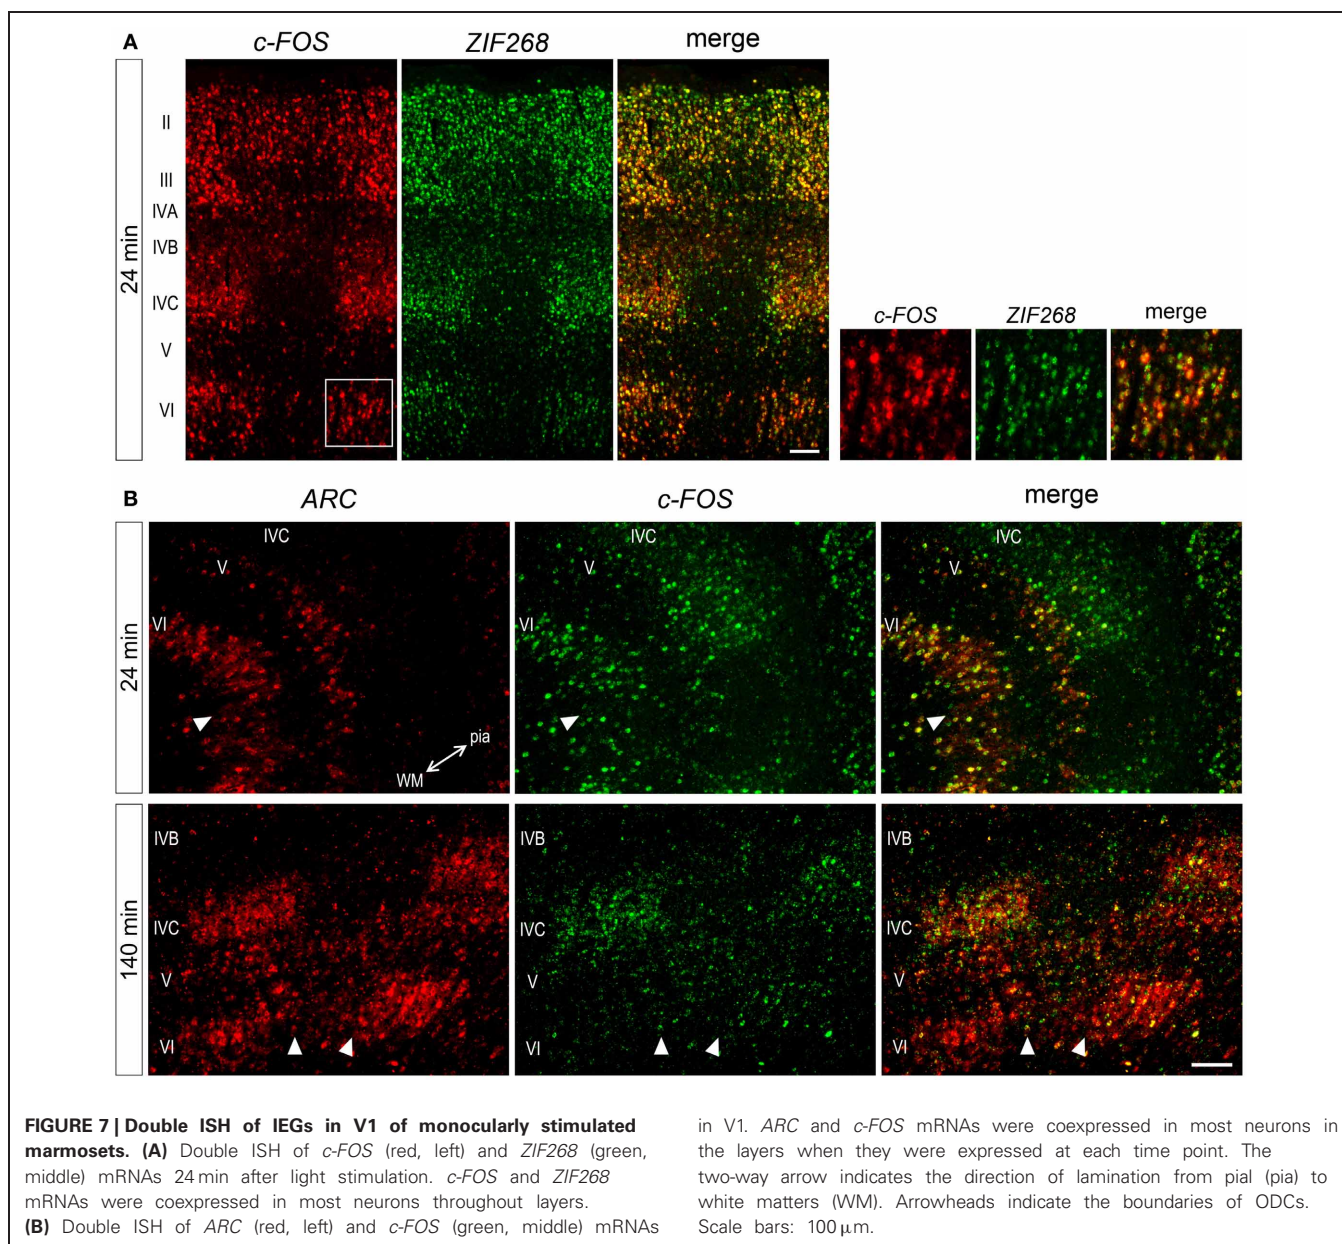 A
c-FOS ZIF268 merge
24 min
II
III
IVA
IVB
IVC
V
VI
c-FOS ZIF268 merge
B
ARC c-FOS merge
24 min
IVC IVC IVC
V V V
VI VI VI
pia
WM
140 min
IVB IVB IVB
IVC IVC IVC
V V V
VI VI VI
FIGURE 7 | Double ISH of IEGs in V1 of monocularly stimulated
marmosets. (A) Double ISH of c-FOS (red, left) and ZIF268 (green,
middle) mRNAs 24 min after light stimulation. c-FOS and ZIF268
mRNAs were coexpressed in most neurons throughout layers.
(B) Double ISH of ARC (red, left) and c-FOS (green, middle) mRNAs
in V1. ARC and c-FOS mRNAs were coexpressed in most neurons in
the layers when they were expressed at each time point. The
two-way arrow indicates the direction of lamination from pial (pia) to
white matters (WM). Arrowheads indicate the boundaries of ODCs.
Scale bars: 100 μm.